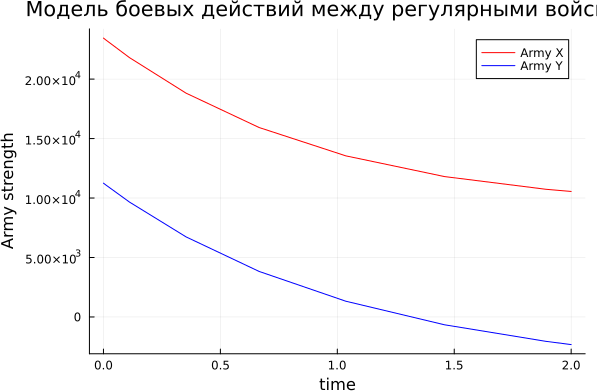 Модель боевых действий между регулярными войск
Army X
Army Y
Army strength
2.00×10⁴
1.50×10⁴
1.00×10⁴
5.00×10³
0
0.0 0.5 1.0 1.5 2.0
time